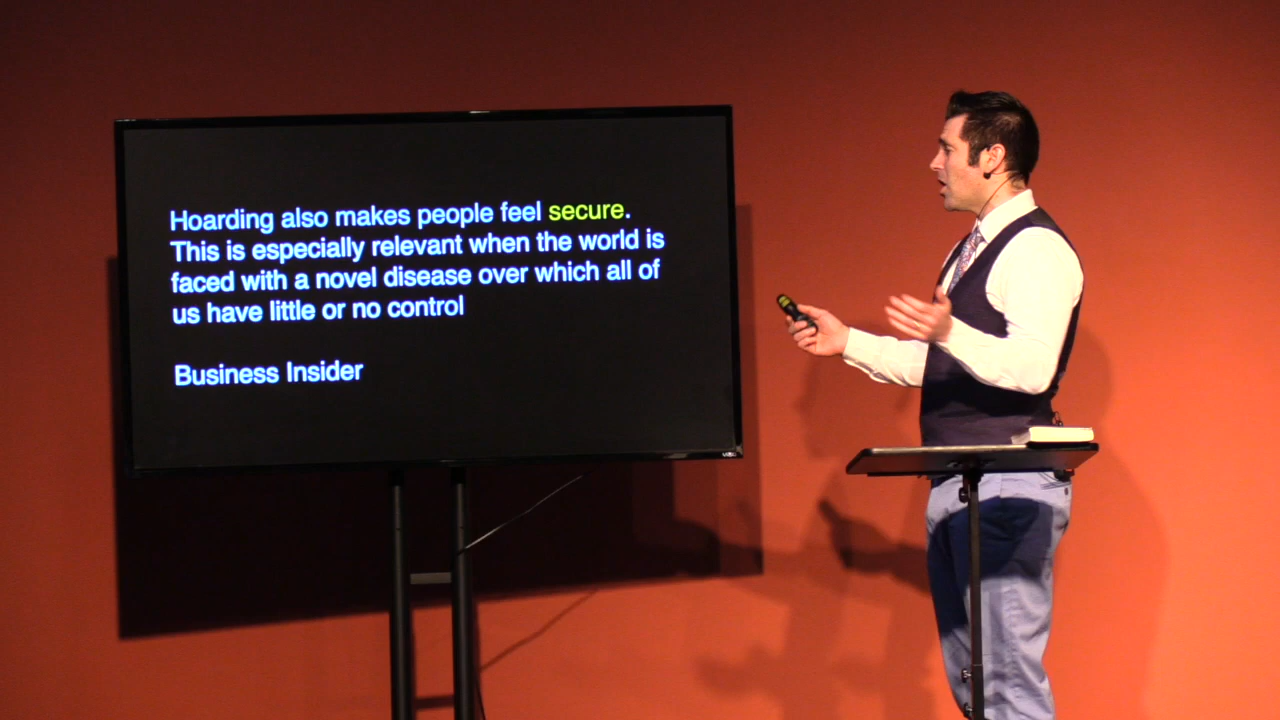 Hoarding also makes people feel secure.
This is especially relevant when the world is
faced with a novel disease over which all of
us have little or no control
Business Insider